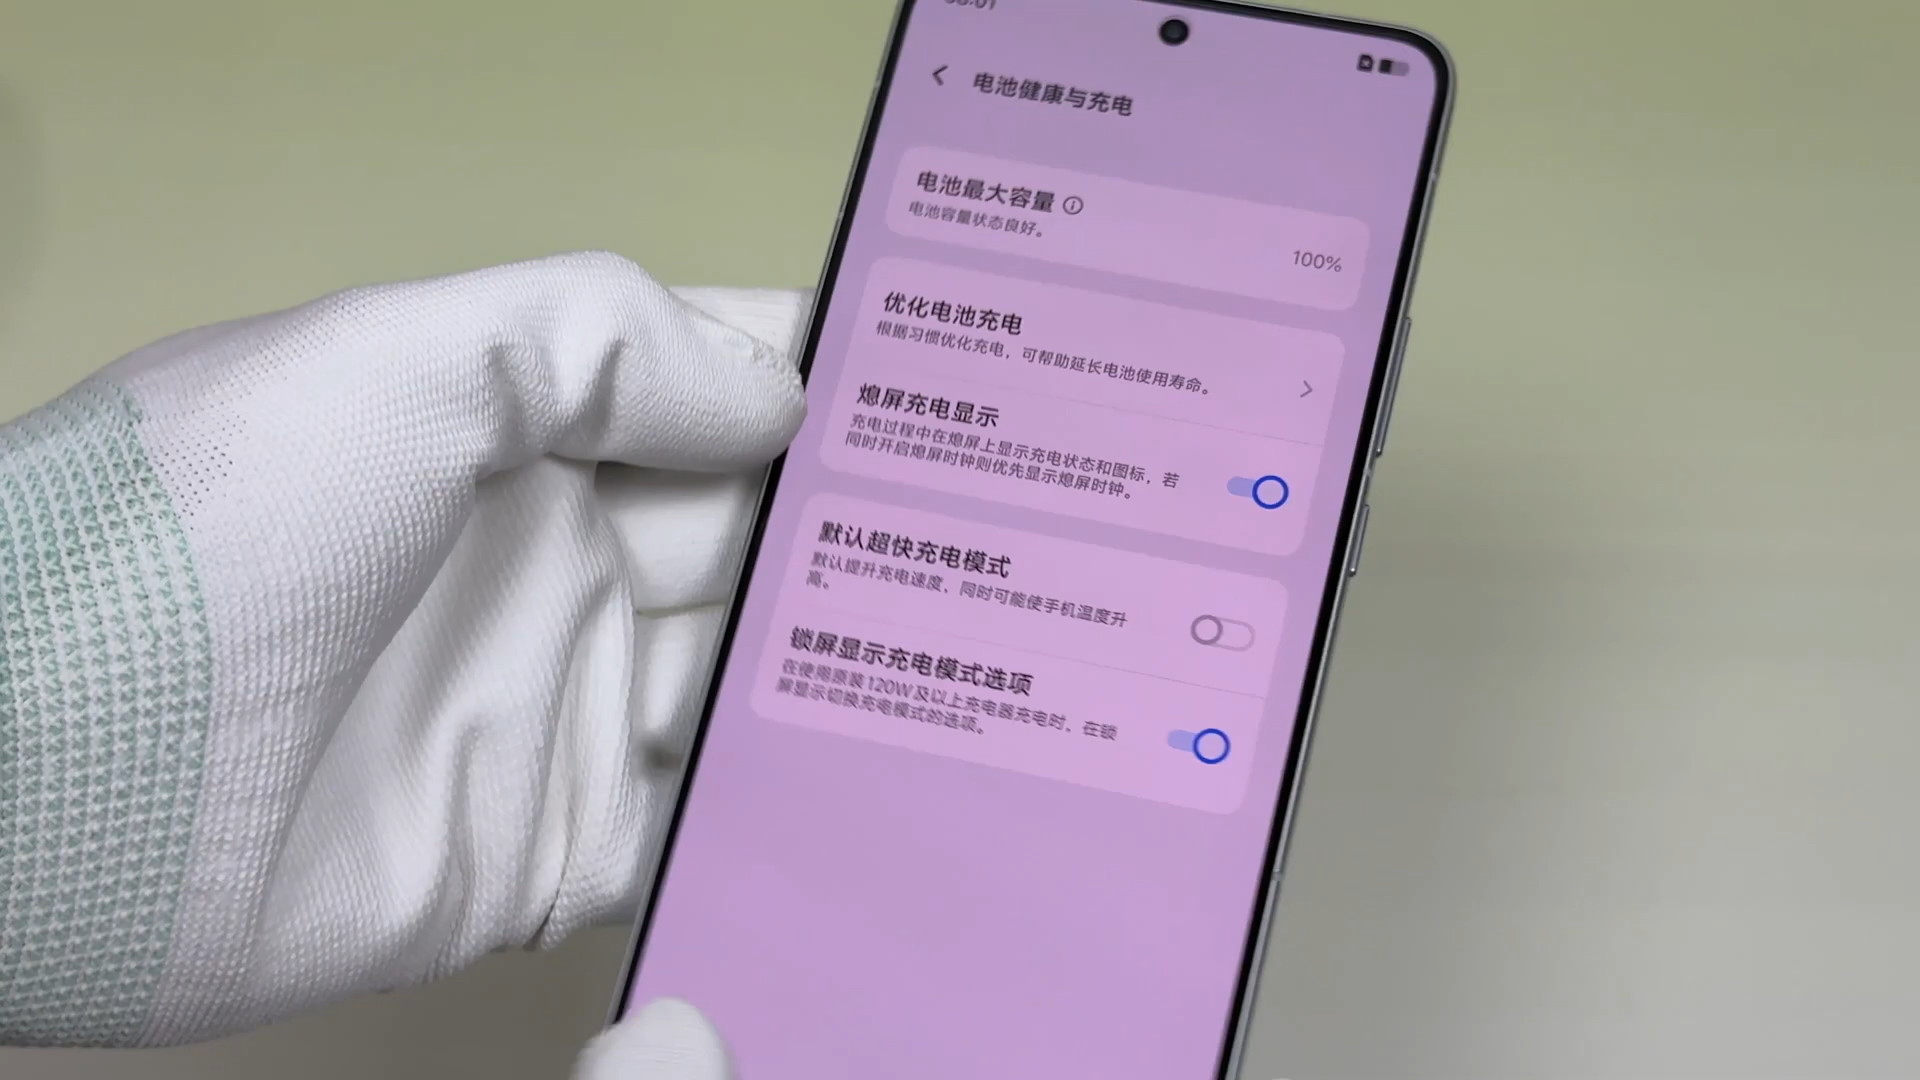 电池健康与充电
电池最大容量
电池容量状态良好。
100%
优化电池充电
根据习惯优化充电，可帮助延长电池使用寿命。
熄屏充电显示
充电过程中在熄屏上显示充电状态和图标，若
同时开启熄屏时钟则优先显示熄屏时钟。
默认超快充电模式
默认提升充电速度，同时可能使手机温度升
高。
锁屏显示充电模式选项
在使用原装120W及以上充电器充电时，在锁
屏显示切换充电模式的选项。